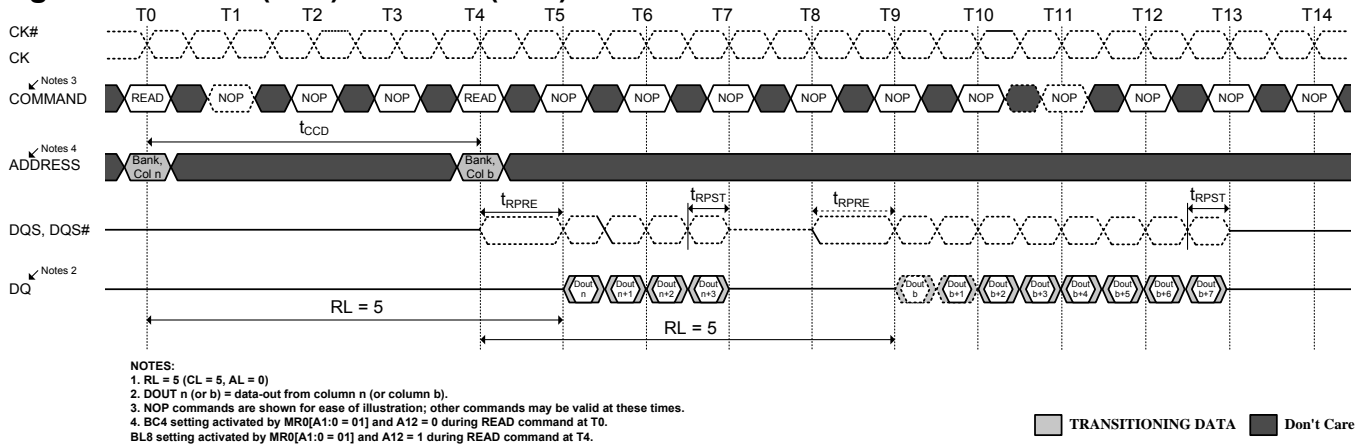 T0 T1 T2 T3 T4 T5 T6 T7 T8 T9 T10 T11 T12 T13 T14
CK#
CK
Notes 3
COMMAND READ NOP NOP NOP READ NOP NOP NOP NOP NOP NOP NOP NOP NOP NOP
tCCD
Notes 4
ADDRESS Bank, Col n Bank, Col b
tRPRE tRPST tRPRE tRPST
DQS, DQS#
Notes 2
DQ Dout n Dout n+1 Dout n+2 Dout n+3 Dout b Dout b+1 Dout b+2 Dout b+3 Dout b+4 Dout b+5 Dout b+6 Dout b+7
RL = 5
RL = 5
NOTES:
1. RL = 5 (CL = 5, AL = 0)
2. DOUT n (or b) = data-out from column n (or column b).
3. NOP commands are shown for ease of illustration; other commands may be valid at these times.
4. BC4 setting activated by MR0[A1:0 = 01] and A12 = 0 during READ command at T0.
BL8 setting activated by MR0[A1:0 = 01] and A12 = 1 during READ command at T4.
TRANSITIONING DATA Don't Care